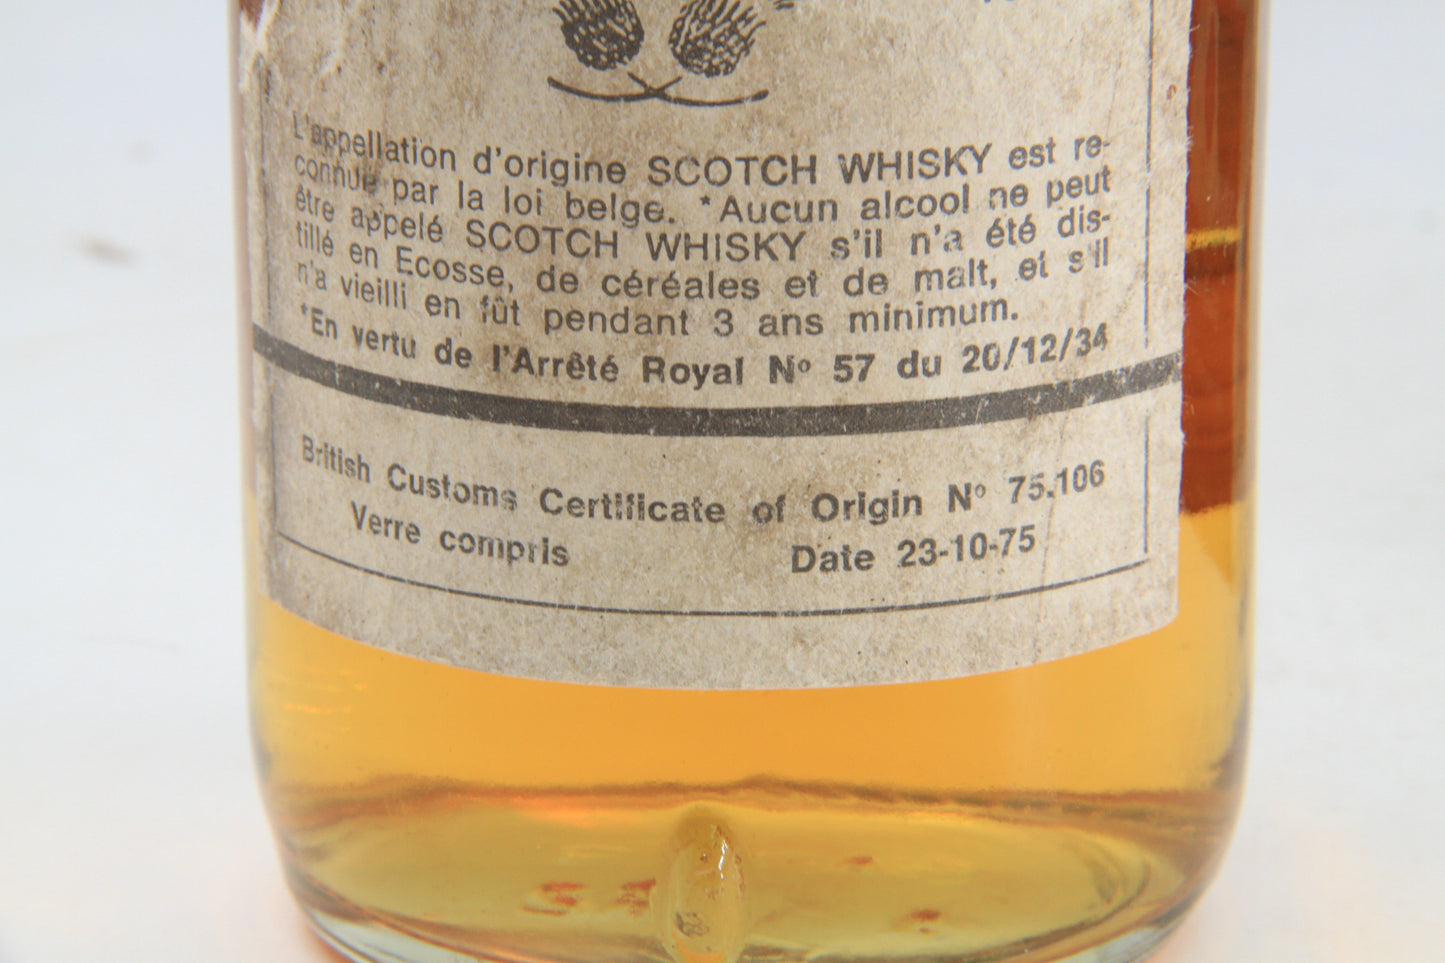 L'appellation d'origine SCOTCH WHISKY est re-
connue par la loi belge. *Aucun alcool ne peut
être appelé SCOTCH WHISKY s'il n'a été dis-
tillé en Ecosse, de céréales et de malt, et s'il
n'a vieilli en fût pendant 3 ans minimum.
*En vertu de l'Arrêté Royal Nº 57 du 20/12/34
British Customs Certificate of Origin Nº 75.106
Verre compris Date 23-10-75